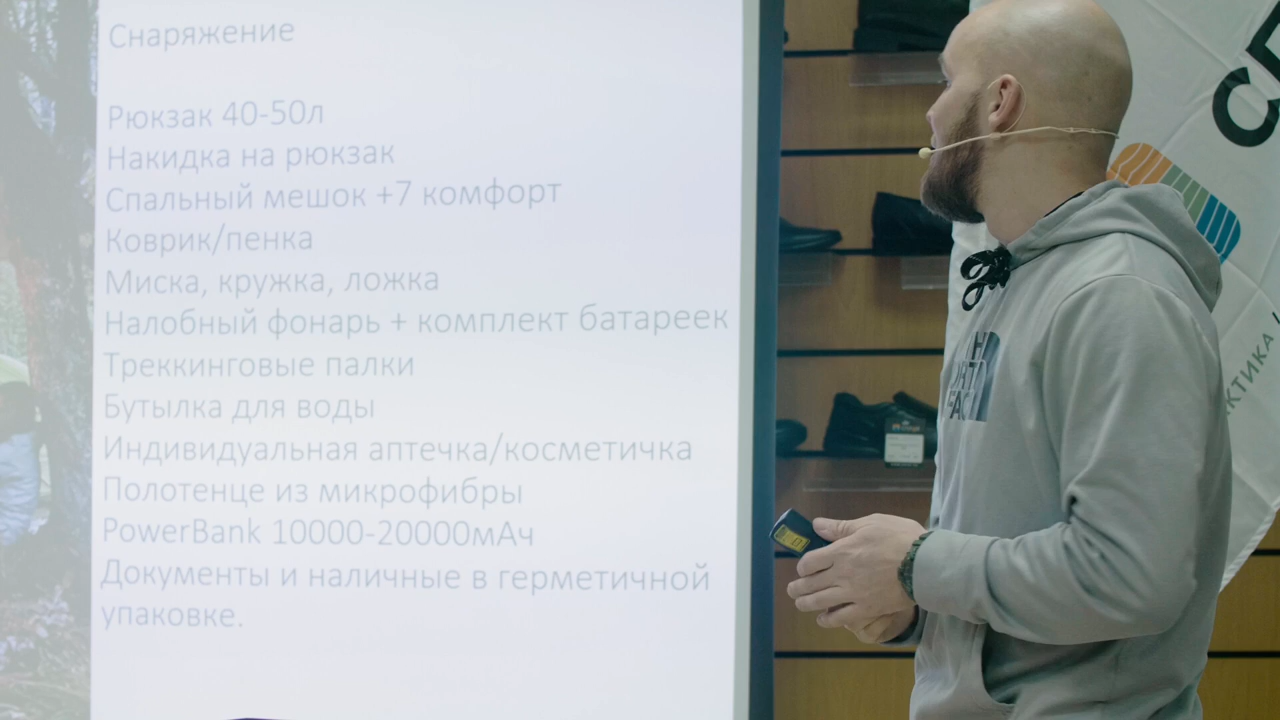 Снаряжение
Рюкзак 40-50л
Накидка на рюкзак
Спальный мешок +7 комфорт
Коврик/пенка
Миска, кружка, ложка
Налобный фонарь + комплект батареек
Треккинговые палки
Бутылка для воды
Индивидуальная аптечка/косметичка
Полотенце из микрофибры
PowerBank 10000-20000мАч
Документы и наличные в герметичной
упаковке.